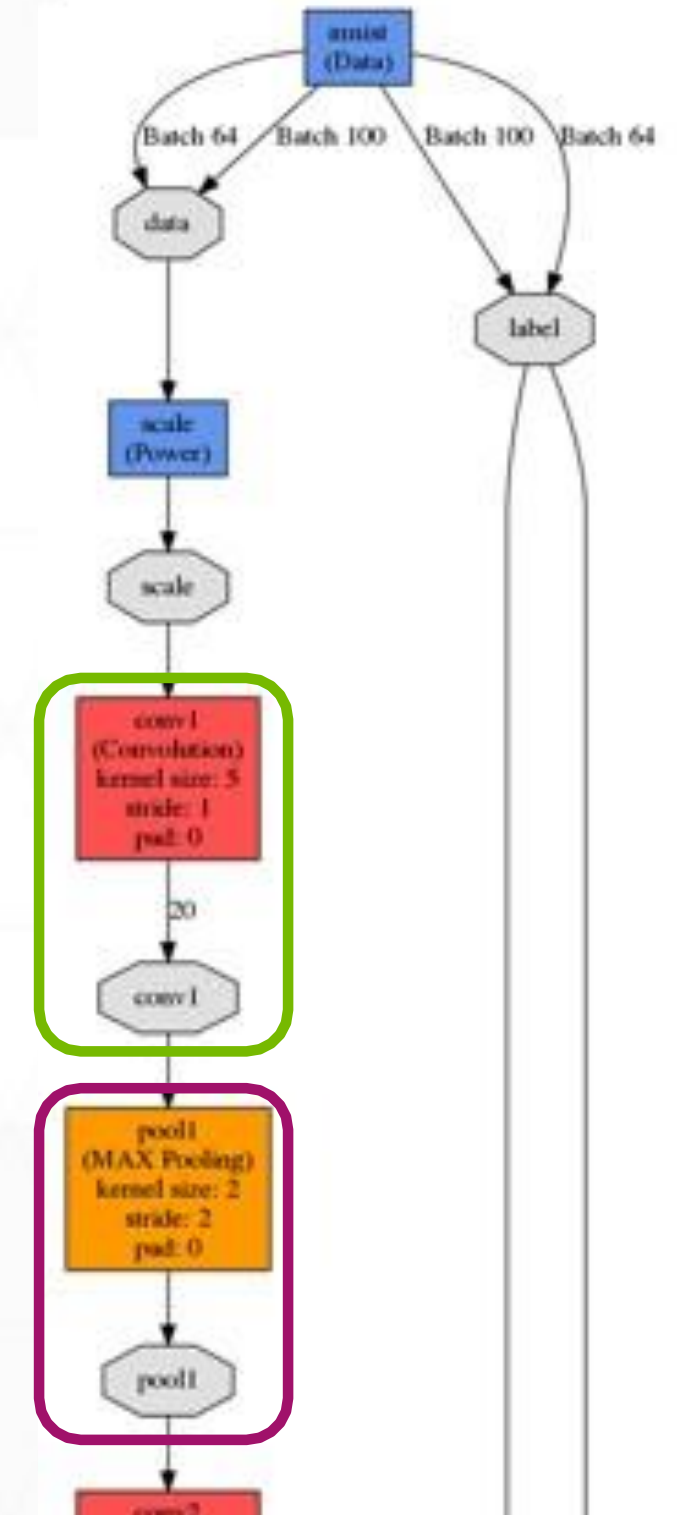 mnist
(Data)
Batch 64
Batch 100
Batch 100
Batch 64
data
label
scale
(Power)
scale
conv1
(Convolution)
kernel size: 5
stride: 1
pad: 0
20
conv1
pool1
(MAX Pooling)
kernel size: 2
stride: 2
pad: 0
pool1
conv2